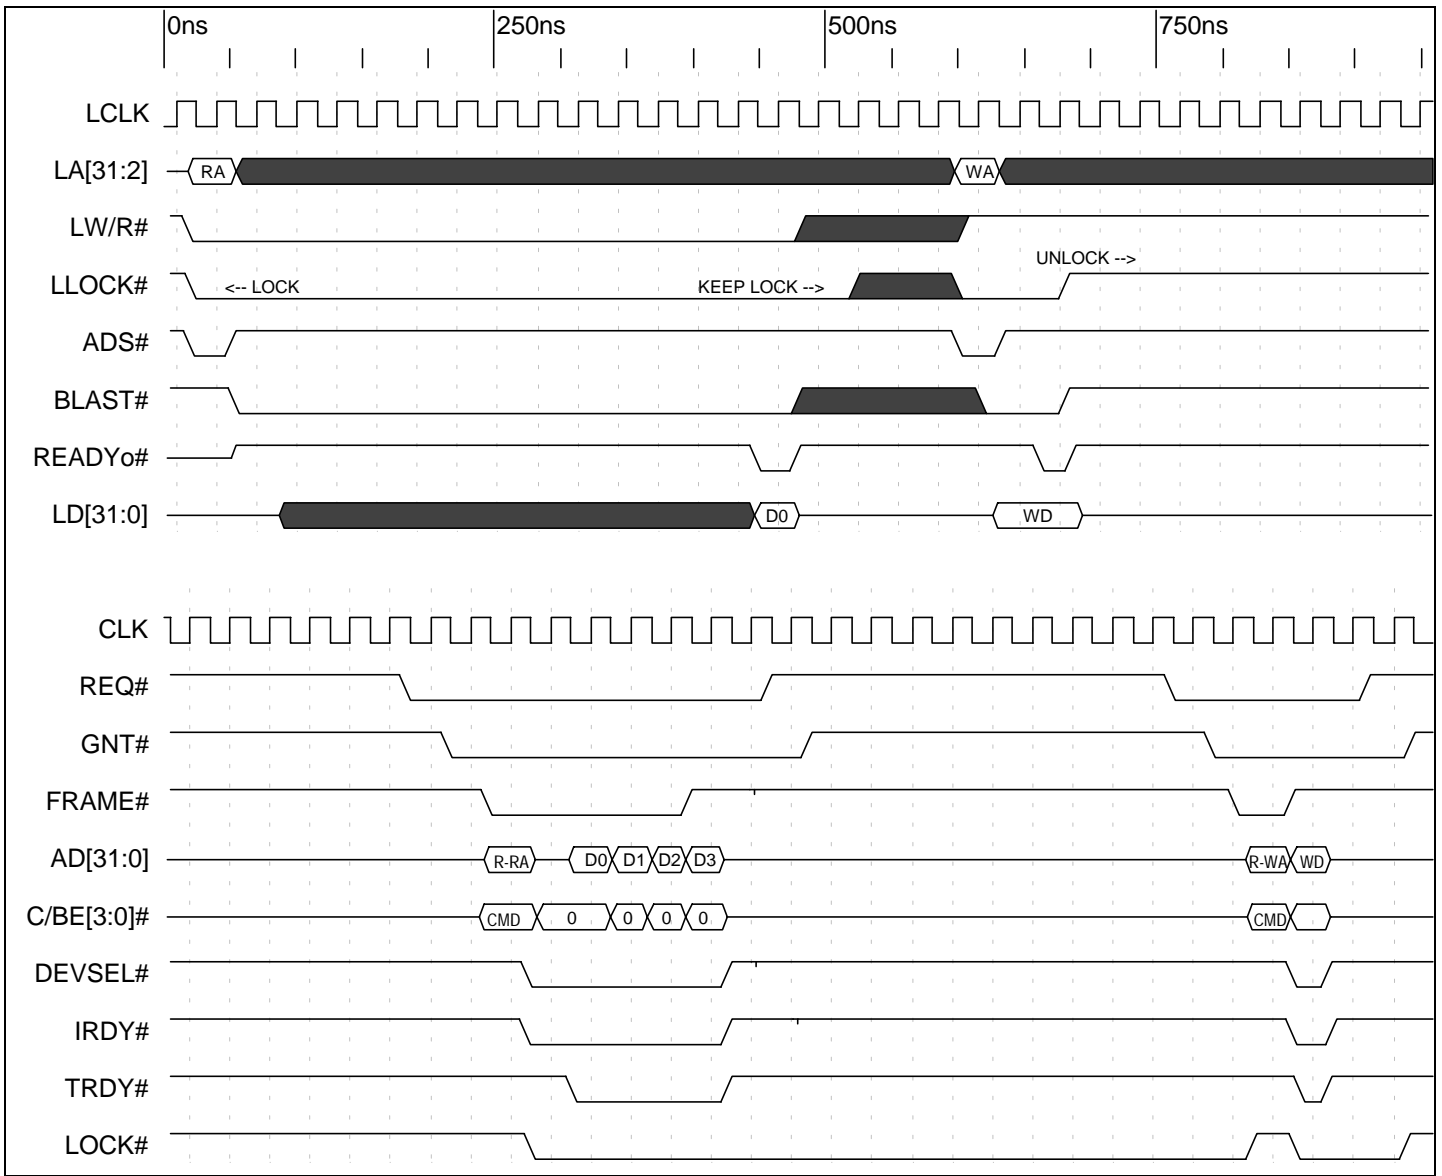 0ns 250ns 500ns 750ns
LCLK
LA[31:2] RA WA
LW/R#
UNLOCK -->
LLOCK# <-- LOCK KEEP LOCK -->
ADS#
BLAST#
READYo#
LD[31:0] D0 WD
CLK
REQ#
GNT#
FRAME#
AD[31:0] R-RA D0 D1 D2 D3 R-WA WD
C/BE[3:0]# CMD 0 0 0 0 CMD
DEVSEL#
IRDY#
TRDY#
LOCK#